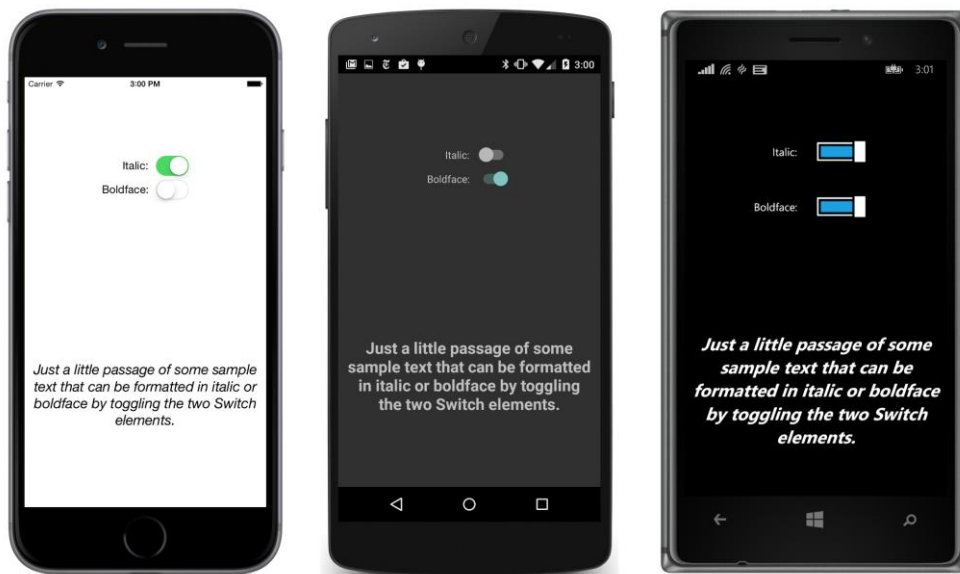 Carrier
3:00 PM
Italic:
Boldface:
Just a little passage of some sample
text that can be formatted in italic or
boldface by toggling the two Switch
elements.
3:00
Italic:
Boldface:
Just a little passage of some
sample text that can be formatted
in italic or boldface by toggling
the two Switch elements.
3:01
Italic:
Boldface:
Just a little passage of some
sample text that can be
formatted in italic or boldface
by toggling the two Switch
elements.